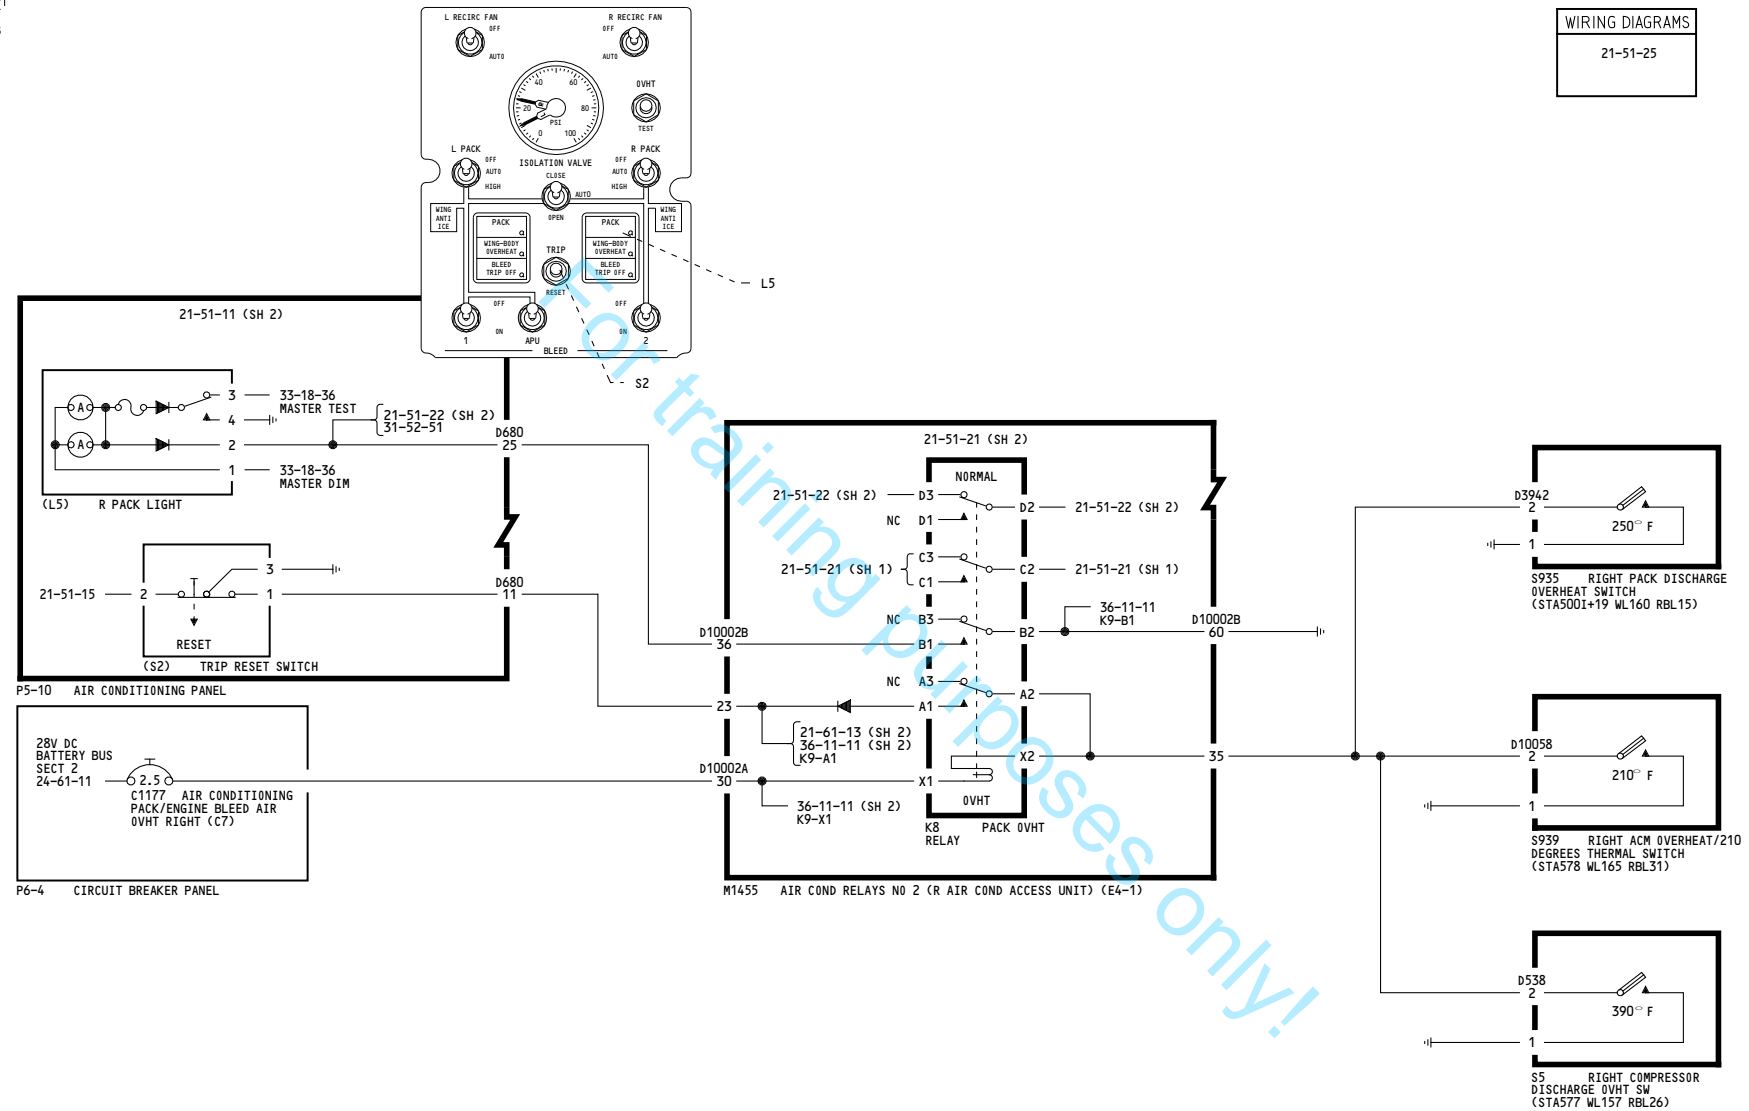 WIRING DIAGRAMS
21-51-25
L RECIRC FAN
OFF
AUTO
R RECIRC FAN
OFF
AUTO
40
60
20
80
PSI
0
100
OVHT
TEST
L PACK
OFF
AUTO
HIGH
ISOLATION VALVE
CLOSE
AUTO
OPEN
R PACK
OFF
AUTO
HIGH
WING
ANTI
ICE
PACK
WING-BODY
OVERHEAT
BLEED
TRIP OFF
TRIP
RESET
PACK
WING-BODY
OVERHEAT
BLEED
TRIP OFF
WING
ANTI
ICE
OFF
ON
OFF
ON
1
APU
2
BLEED
L5
S2
21-51-11 (SH 2)
A
A
3
33-18-36
MASTER TEST
4
21-51-22 (SH 2)
31-52-51
2
D680
25
1
33-18-36
MASTER DIM
(L5) R PACK LIGHT
21-51-15
2
3
1
D680
11
RESET
(S2) TRIP RESET SWITCH
P5-10 AIR CONDITIONING PANEL
28V DC
BATTERY BUS
SECT 2
24-61-11
2.5
C1177 AIR CONDITIONING
PACK/ENGINE BLEED AIR
OVHT RIGHT (C7)
P6-4 CIRCUIT BREAKER PANEL
21-51-21 (SH 2)
NORMAL
21-51-22 (SH 2)
D3
D2
21-51-22 (SH 2)
NC D1
C3
21-51-21 (SH 1)
C2
21-51-21 (SH 1)
C1
36-11-11
K9-B1
NC B3
B2
D10002B
60
D10002B
36
B1
NC A3
A2
23
A1
21-61-13 (SH 2)
36-11-11 (SH 2)
K9-A1
X2
35
D10002A
30
X1
36-11-11 (SH 2)
K9-X1
OVHT
K8 PACK OVHT
RELAY
M1455 AIR COND RELAYS NO 2 (R AIR COND ACCESS UNIT) (E4-1)
D3942
2
250° F
1
S935 RIGHT PACK DISCHARGE
OVERHEAT SWITCH
(STA500I+19 WL160 RBL15)
D10058
2
210° F
1
S939 RIGHT ACM OVERHEAT/210
DEGREES THERMAL SWITCH
(STA578 WL165 RBL31)
D538
2
390° F
1
S5 RIGHT COMPRESSOR
DISCHARGE OVHT SW
(STA577 WL157 RBL26)
For training purposes only!